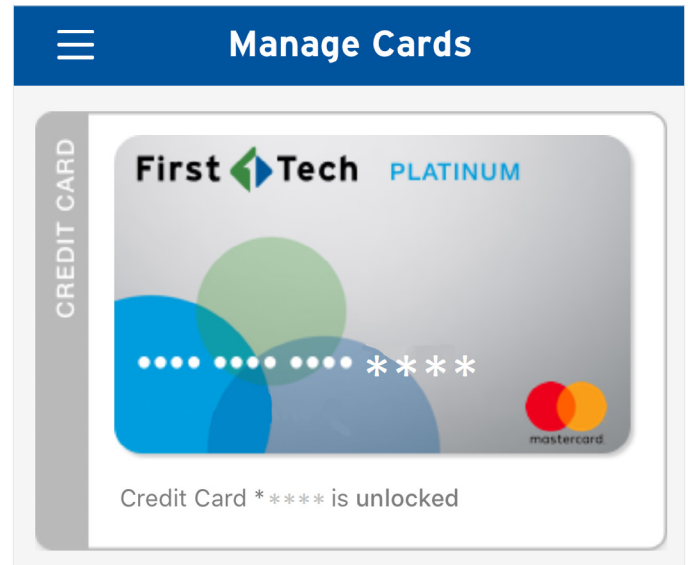 Manage Cards
CREDIT CARD
First Tech PLATINUM
•••• •••• •••• ****
mastercard
Credit Card ***** is unlocked